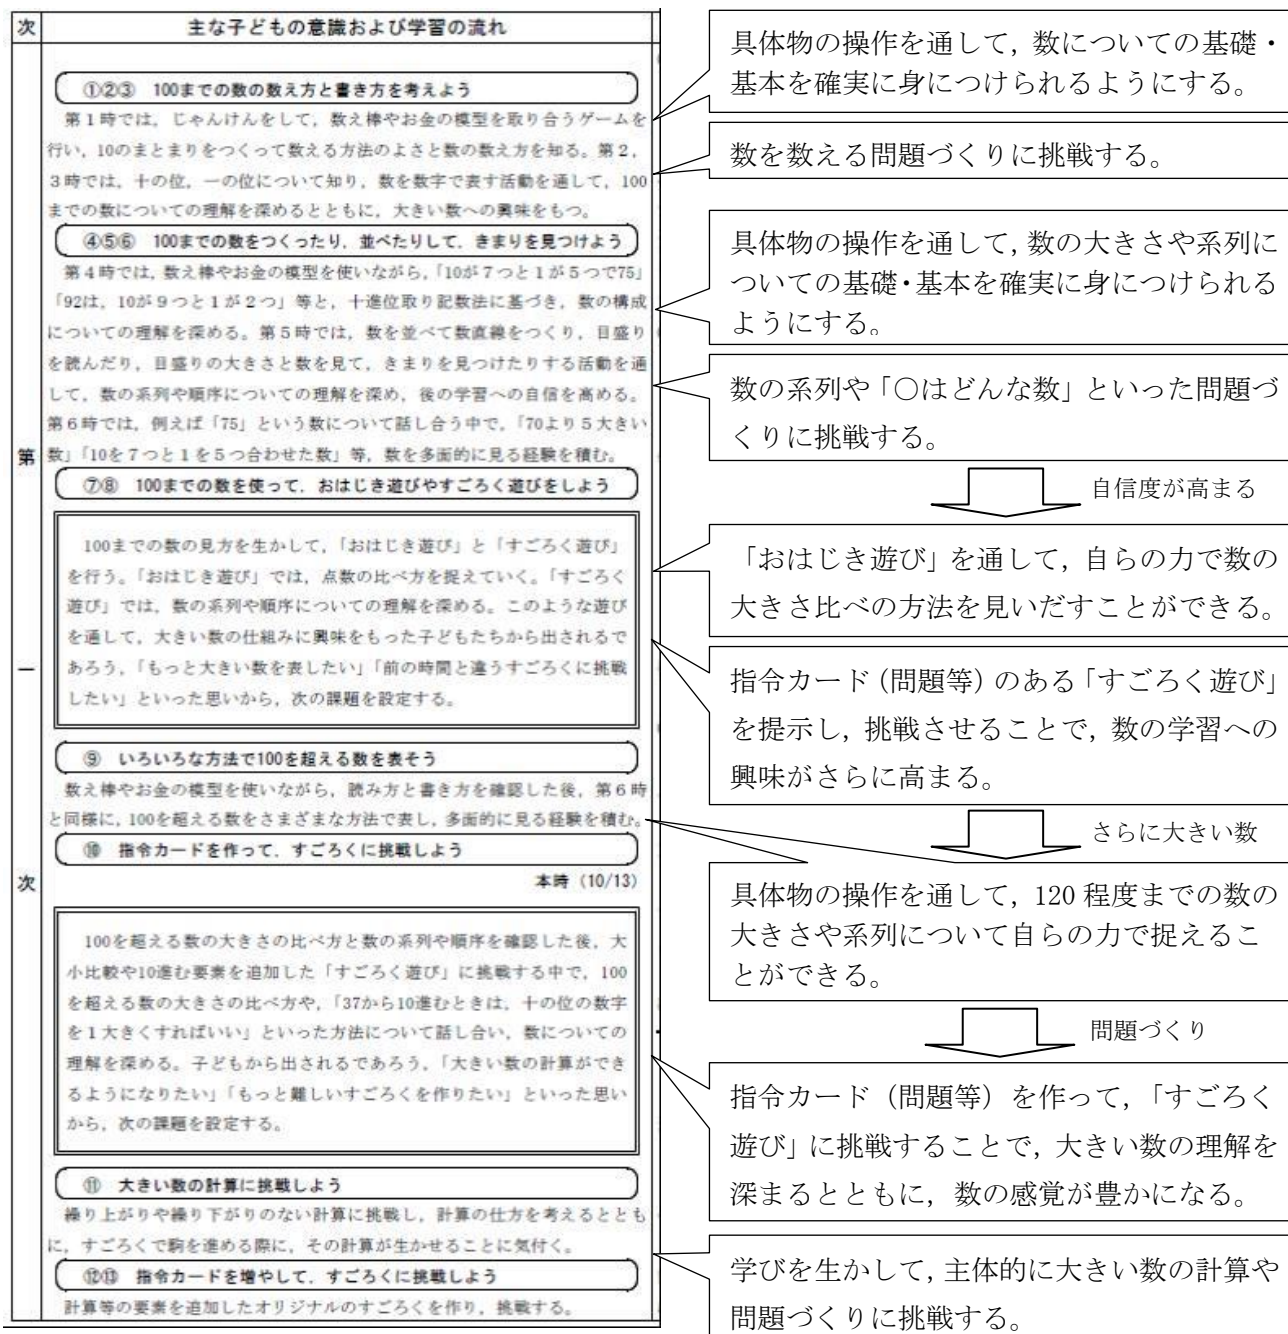 次 主な子どもの意識および学習の流れ
①②③ 100までの数の数え方と書き方を考えよう
第1時では，じゃんけんをして，数え棒やお金の模型を取り合うゲームを
行い，10のまとまりをつくって数える方法のよさと数の数え方を知る。第2，
3時では，十の位，一の位について知り，数を数字で表す活動を通して，100
までの数についての理解を深めるとともに，大きい数への興味をもつ。
④⑤⑥ 100までの数をつくったり，並べたりして，きまりを見つけよう
第4時では，数え棒やお金の模型を使いながら，「10が7つと1が5つで75」
「92は，10が9つと1が2つ」等と，十進位取り記数法に基づき，数の構成
についての理解を深める。第5時では，数を並べて数直線をつくり，目盛り
を読んだり，目盛りの大きさと数を見て，きまりを見つけたりする活動を通
して，数の系列や順序についての理解を深め，後の学習への自信を高める。
第6時では，例えば「75」という数について話し合う中で，「70より5大きい
数」「10を7つと1を5つ合わせた数」等，数を多面的に見る経験を積む。
⑦⑧ 100までの数を使って，おはじき遊びやすごろく遊びをしよう
100までの数の見方を生かして，「おはじき遊び」と「すごろく遊び」
を行う。「おはじき遊び」では，点数の比べ方を捉えていく。「すごろく
遊び」では，数の系列や順序についての理解を深める。このような遊び
を通して，大きい数の仕組みに興味をもった子どもたちから出されるで
あろう，「もっと大きい数を表したい」「前の時間と違うすごろくに挑戦
したい」といった思いから，次の課題を設定する。
⑨ いろいろな方法で100を超える数を表そう
数え棒やお金の模型を使いながら，読み方と書き方を確認した後，第6時
と同様に，100を超える数をさまざまな方法で表し，多面的に見る経験を積む。
⑩ 指令カードを作って，すごろくに挑戦しよう
本時（10/13）
100を超える数の大きさの比べ方と数の系列や順序を確認した後，大
小比較や10進む要素を追加した「すごろく遊び」に挑戦する中で，100
を超える数の大きさの比べ方や，「37から10進むときは，十の位の数字
を1大きくすればいい」といった方法について話し合い，数についての
理解を深める。子どもから出されるであろう，「大きい数の計算ができ
るようになりたい」「もっと難しいすごろくを作りたい」といった思い
から，次の課題を設定する。
⑪ 大きい数の計算に挑戦しよう
繰り上がりや繰り下がりのない計算に挑戦し，計算の仕方を考えるととも
に，すごろくで駒を進める際に，その計算が生かせることに気付く。
⑫⑬ 指令カードを増やして，すごろくに挑戦しよう
計算等の要素を追加したオリジナルのすごろくを作り，挑戦する。
第
一
次
具体物の操作を通して，数についての基礎・
基本を確実に身につけられるようにする。
数を数える問題づくりに挑戦する。
具体物の操作を通して，数の大きさや系列に
ついての基礎・基本を確実に身につけられる
ようにする。
数の系列や「○はどんな数」といった問題づ
くりに挑戦する。
自信度が高まる
「おはじき遊び」を通して，自らの力で数の
大きさ比べの方法を見いだすことができる。
指令カード（問題等）のある「すごろく遊び」
を提示し，挑戦させることで，数の学習への
興味がさらに高まる。
さらに大きい数
具体物の操作を通して，120 程度までの数の
大きさや系列について自らの力で捉えるこ
とができる。
問題づくり
指令カード（問題等）を作って，「すごろく
遊び」に挑戦することで，大きい数の理解を
深まるとともに，数の感覚が豊かになる。
学びを生かして，主体的に大きい数の計算や
問題づくりに挑戦する。